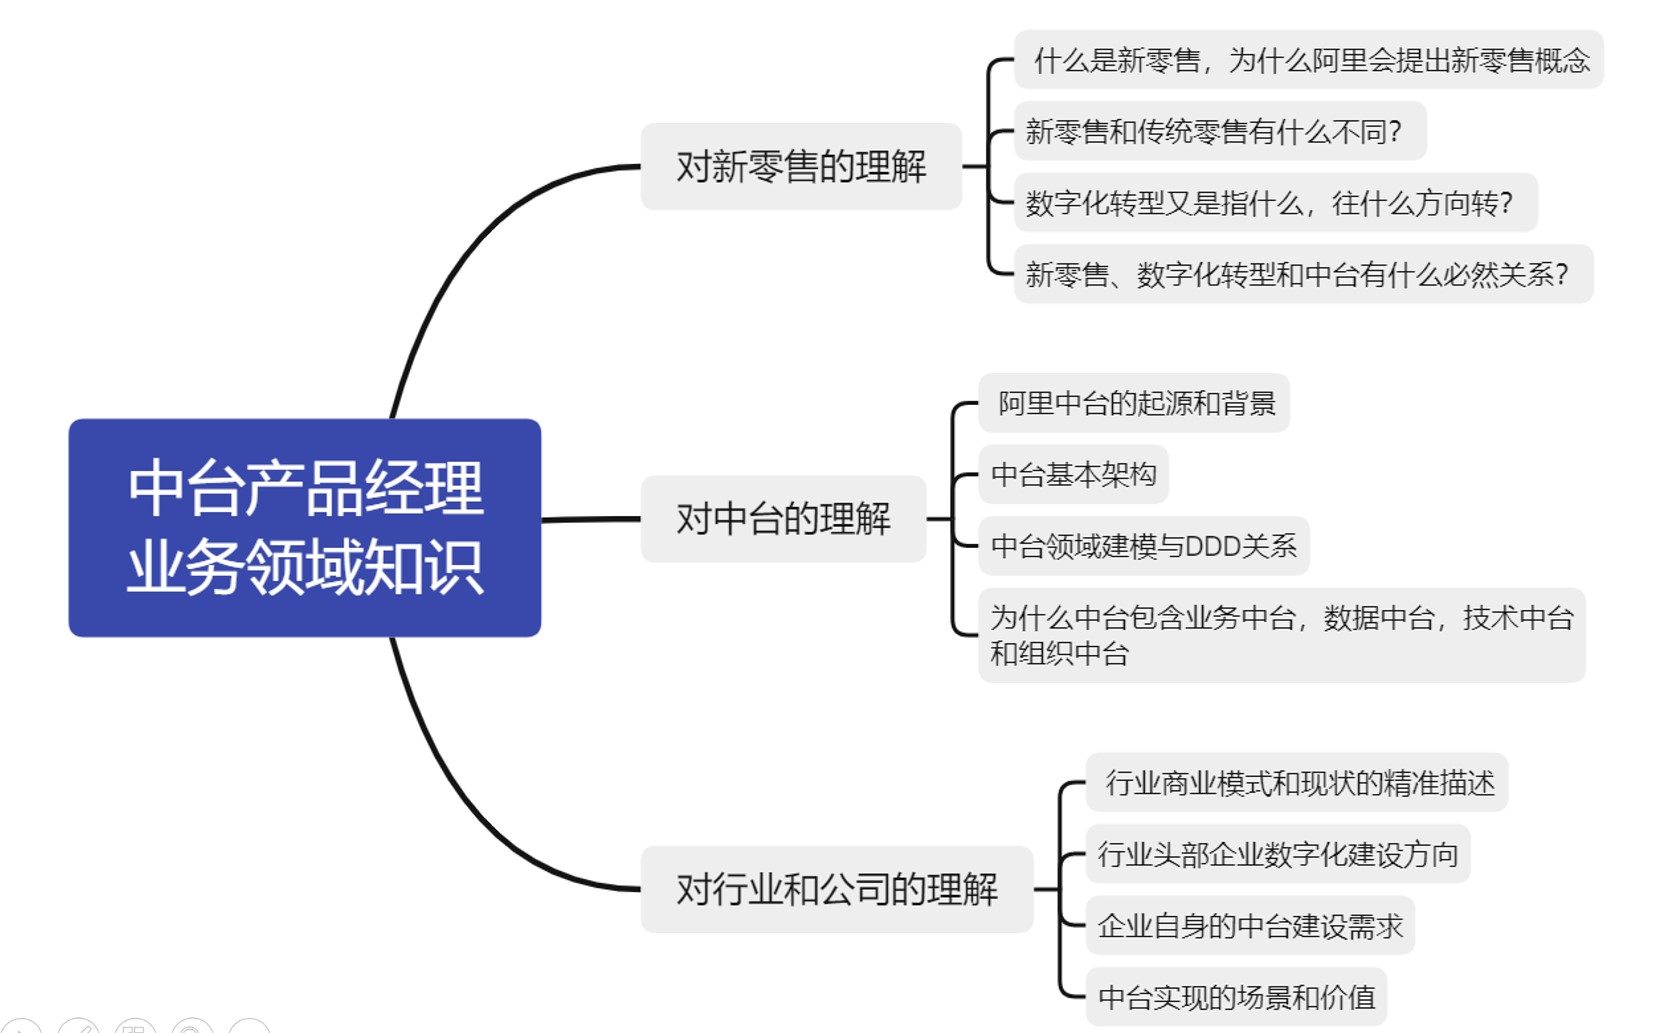 中台产品经理
业务领域知识
对新零售的理解
什么是新零售，为什么阿里会提出新零售概念
新零售和传统零售有什么不同？
数字化转型又是指什么，往什么方向转？
新零售、数字化转型和中台有什么必然关系？
对中台的理解
阿里中台的起源和背景
中台基本架构
中台领域建模与DDD关系
为什么中台包含业务中台，数据中台，技术中台
和组织中台
对行业和公司的理解
行业商业模式和现状的精准描述
行业头部企业数字化建设方向
企业自身的中台建设需求
中台实现的场景和价值